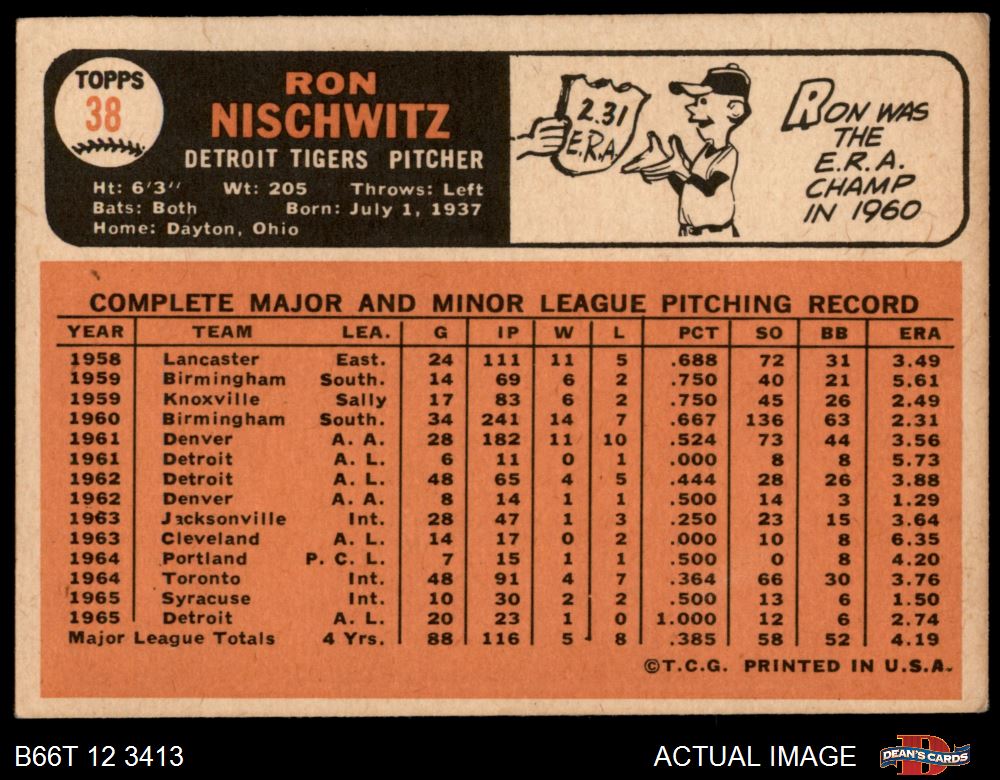 TOPPS
38
RON
NISCHWITZ
DETROIT TIGERS PITCHER
Ht: 6'3" Wt: 205 Throws: Left
Bats: Both Born: July 1, 1937
Home: Dayton, Ohio
2.31
E.R.A.
RON WAS
THE
E.R.A.
CHAMP
IN 1960
COMPLETE MAJOR AND MINOR LEAGUE PITCHING RECORD
YEAR TEAM LEA. G IP W L PCT SO BB ERA
1958 Lancaster East. 24 111 11 5 .688 72 31 3.49
1959 Birmingham South. 14 69 6 2 .750 40 21 5.61
1959 Knoxville Sally 17 83 6 2 .750 45 26 2.49
1960 Birmingham South. 34 241 14 7 .667 136 63 2.31
1961 Denver A. A. 28 182 11 10 .524 73 44 3.56
1961 Detroit A. L. 6 11 0 1 .000 8 8 5.73
1962 Detroit A. L. 48 65 4 5 .444 28 26 3.88
1962 Denver A. A. 8 14 1 1 .500 14 3 1.29
1963 Jacksonville Int. 28 47 1 3 .250 23 15 3.64
1963 Cleveland A. L. 14 17 0 2 .000 10 8 6.35
1964 Portland P. C. L. 7 15 1 1 .500 0 8 4.20
1964 Toronto Int. 48 91 4 7 .364 66 30 3.76
1965 Syracuse Int. 10 30 2 2 .500 13 6 1.50
1965 Detroit A. L. 20 23 1 0 1.000 12 6 2.74
Major League Totals 4 Yrs. 88 116 5 8 .385 58 52 4.19
©T.C.G. PRINTED IN U.S.A.
B66T 12 3413
ACTUAL IMAGE
DEAN'S CARDS